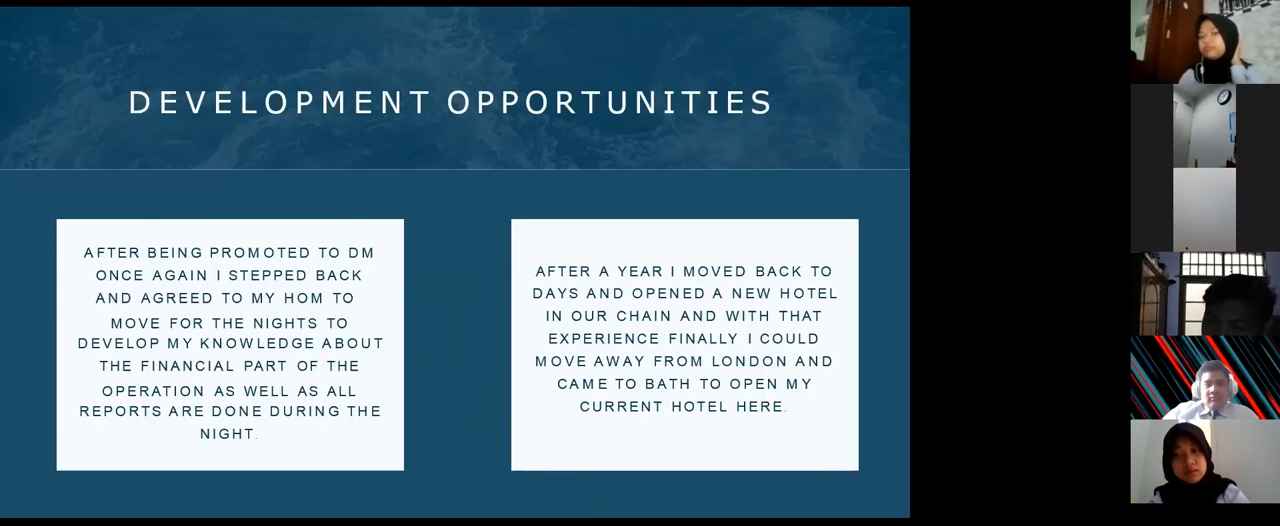 DEVELOPMENT OPPORTUNITIES
AFTER BEING PROMOTED TO DM
ONCE AGAIN I STEPPED BACK
AND AGREED TO MY HOM TO
MOVE FOR THE NIGHTS TO
DEVELOP MY KNOWLEDGE ABOUT
THE FINANCIAL PART OF THE
OPERATION AS WELL AS ALL
REPORTS ARE DONE DURING THE
NIGHT.
AFTER A YEAR I MOVED BACK TO
DAYS AND OPENED A NEW HOTEL
IN OUR CHAIN AND WITH THAT
EXPERIENCE FINALLY I COULD
MOVE AWAY FROM LONDON AND
CAME TO BATH TO OPEN MY
CURRENT HOTEL HERE.